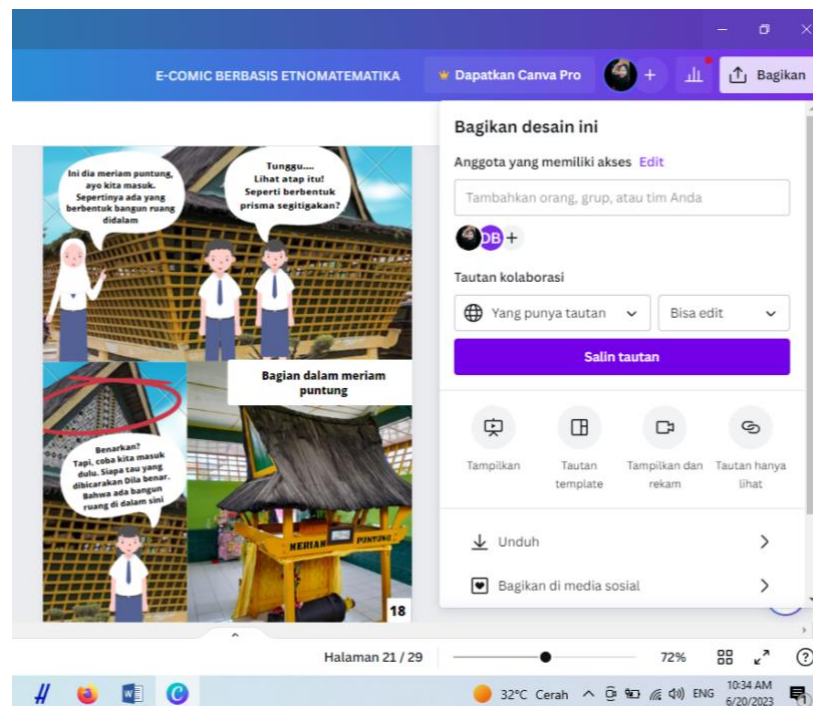 E-COMIC BERBASIS ETNOMATEMATIKA
Dapatkan Canva Pro
Bagikan
Ini dia meriam puntung,
ayo kita masuk.
Sepertinya ada yang
berbentuk bangun ruang
didalam
Tunggu....
Lihat atap itu!
Seperti berbentuk
prisma segitigakan?
Benarkan?
Tapi, coba kita masuk
dulu. Siapa tau yang
dibicarakan Dila benar.
Bahwa ada bangun
ruang di dalam sini
Bagian dalam meriam
puntung
MERIAM PUNTUNG
18
Bagikan desain ini
Anggota yang memiliki akses Edit
Tambahkan orang, grup, atau tim Anda
DB
Tautan kolaborasi
Yang punya tautan
Bisa edit
Salin tautan
Tampilkan
Tautan
template
Tampilkan dan
rekam
Tautan hanya
lihat
Unduh
Bagikan di media sosial
Halaman 21 / 29
72%
32°C Cerah
ENG
10:34 AM
6/20/2023